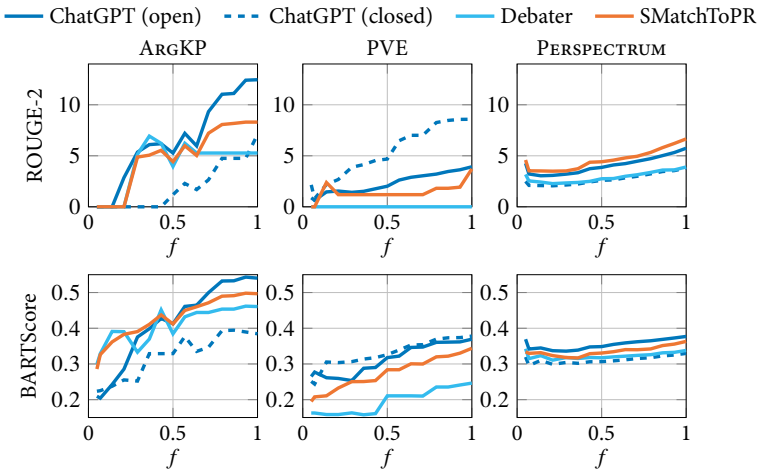 ChatGPT (open) ChatGPT (closed) Debater SMatchToPR
ArgKP PVE Perspectrum
ROUGE-2
10 10 10
5 5 5
0 0 0
0 0.5 1 0 0.5 1 0 0.5 1
f f f
BARTScore
0.5 0.5 0.5
0.4 0.4 0.4
0.3 0.3 0.3
0.2 0.2 0.2
0 0.5 1 0 0.5 1 0 0.5 1
f f f